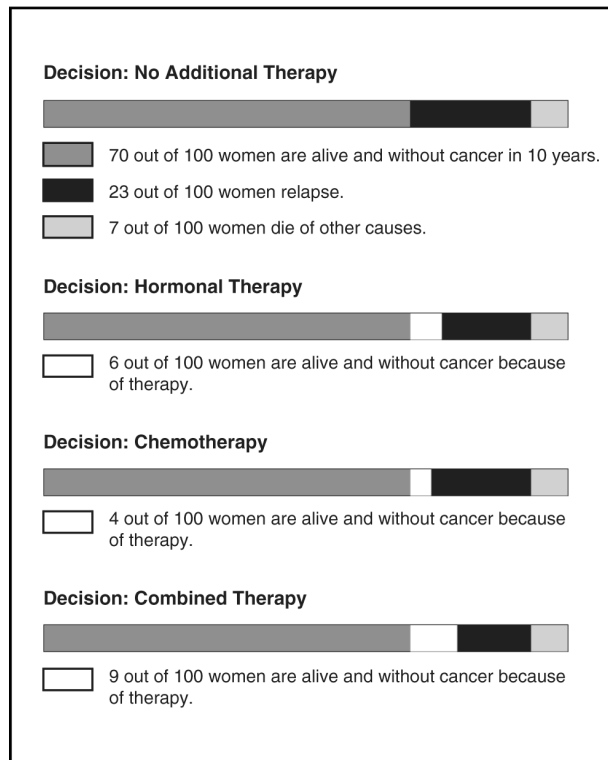 Decision: No Additional Therapy
70 out of 100 women are alive and without cancer in 10 years.
23 out of 100 women relapse.
7 out of 100 women die of other causes.
Decision: Hormonal Therapy
6 out of 100 women are alive and without cancer because
of therapy.
Decision: Chemotherapy
4 out of 100 women are alive and without cancer because
of therapy.
Decision: Combined Therapy
9 out of 100 women are alive and without cancer because
of therapy.